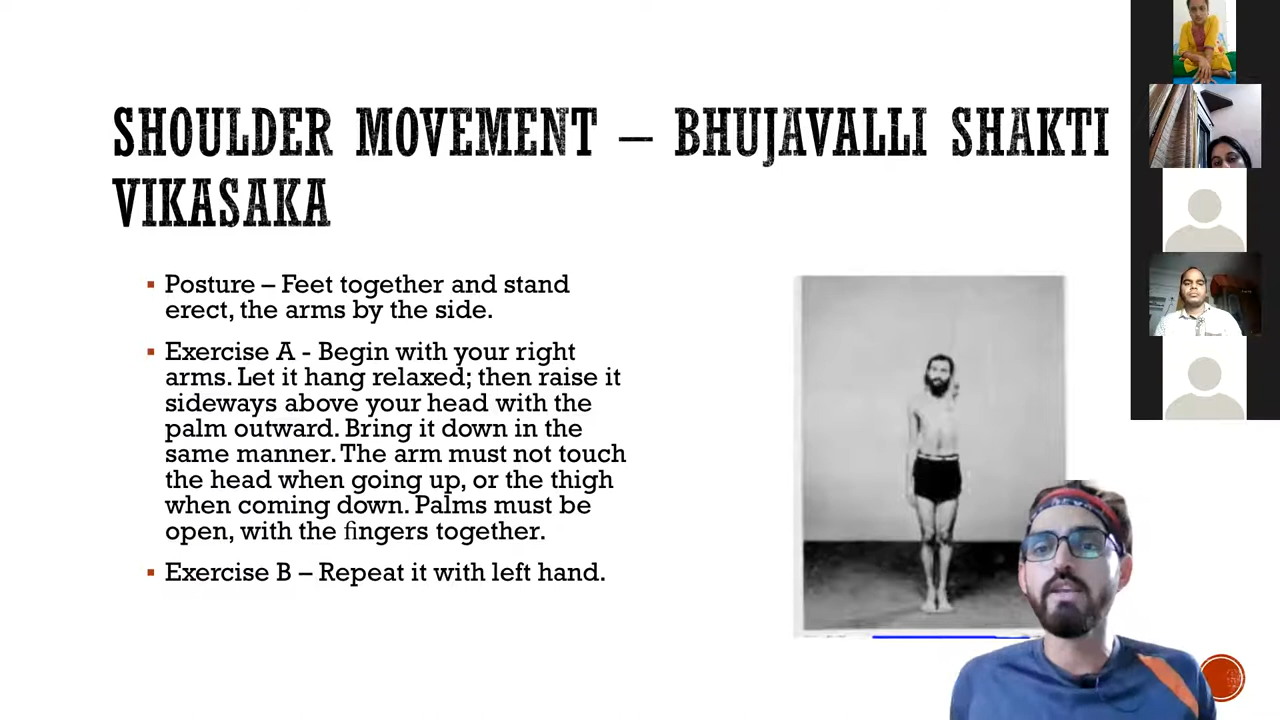 SHOULDER MOVEMENT – BHUJAVALLI SHAKTI
VIKASAKA
▪ Posture – Feet together and stand
erect, the arms by the side.
▪ Exercise A - Begin with your right
arms. Let it hang relaxed; then raise it
sideways above your head with the
palm outward. Bring it down in the
same manner. The arm must not touch
the head when going up, or the thigh
when coming down. Palms must be
open, with the fingers together.
▪ Exercise B – Repeat it with left hand.